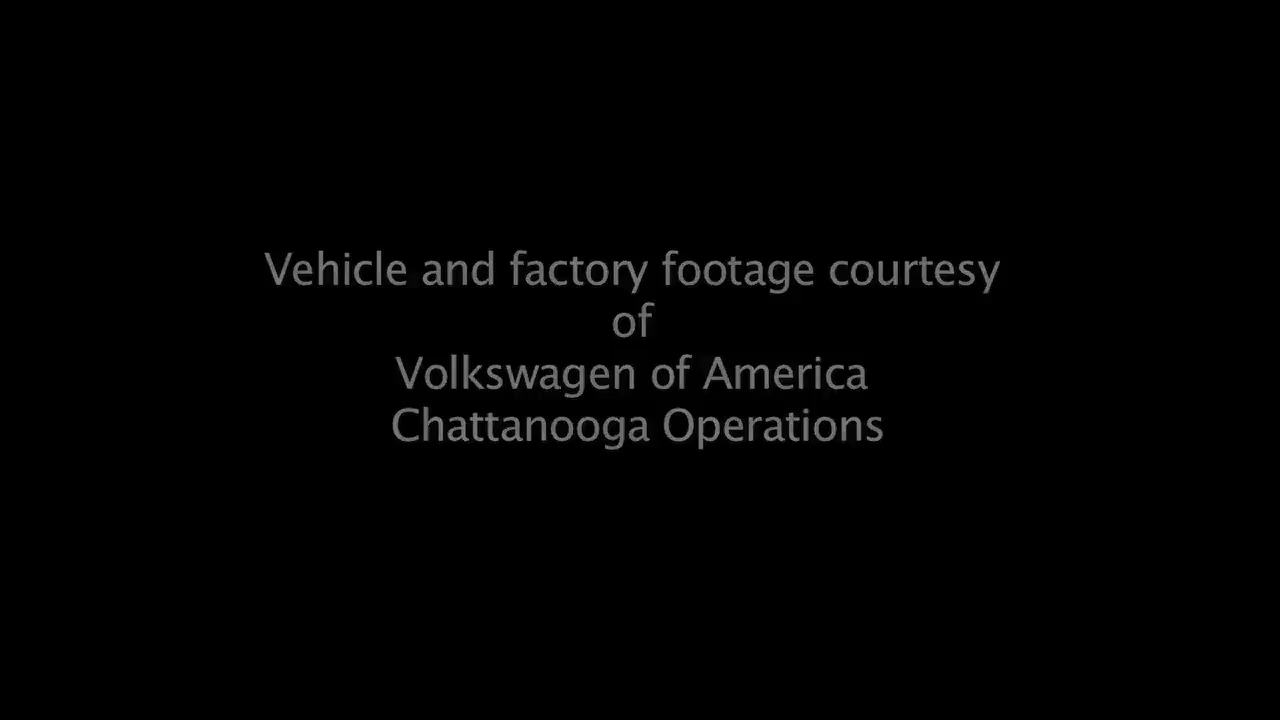 Vehicle and factory footage courtesy
of
Volkswagen of America
Chattanooga Operations